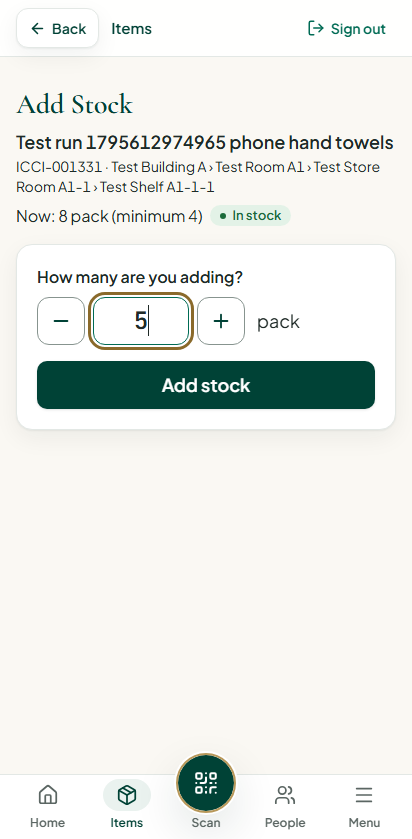 Back
Items
Sign out
Add Stock
Test run 1795612974965 phone hand towels
ICCI-001331 · Test Building A › Test Room A1 › Test Store
Room A1-1 › Test Shelf A1-1-1
Now: 8 pack (minimum 4)
In stock
How many are you adding?
5
pack
Add stock
Home
Items
Scan
People
Menu